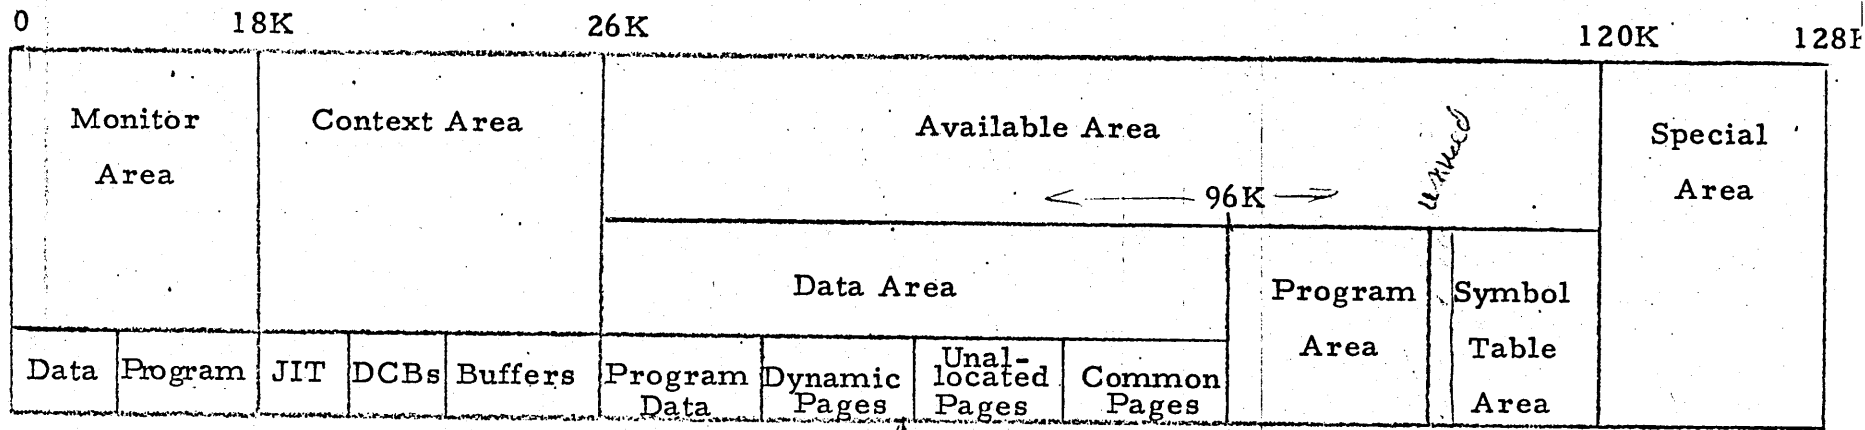 0 18K 26K 120K 128K
Monitor
Area
Context Area
Available Area
Special
Area
96K
unused
Data Area
Program
Area
Symbol
Table
Area
Data
Program
JIT
DCBs
Buffers
Program
Data
Dynamic
Pages
Unal-
located
Pages
Common
Pages